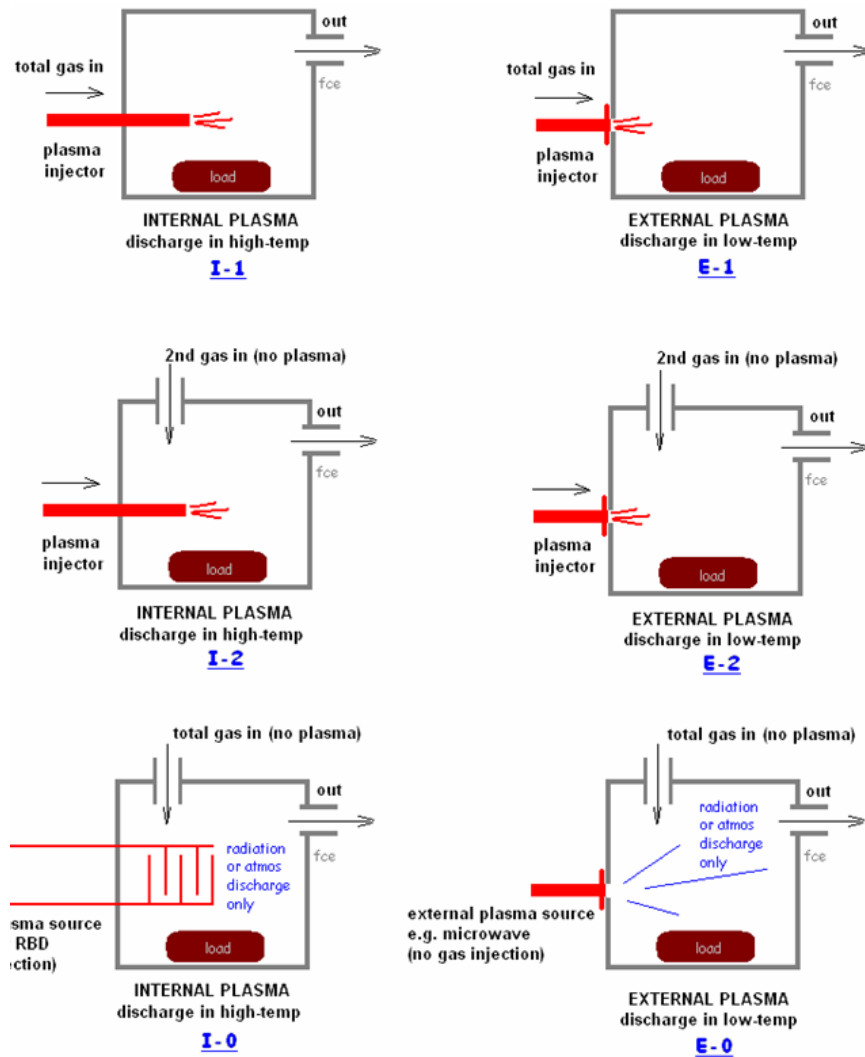 out
total gas in
fce
plasma
injector
load
INTERNAL PLASMA
discharge in high-temp
I-1
out
total gas in
fce
plasma
injector
load
EXTERNAL PLASMA
discharge in low-temp
E-1
2nd gas in (no plasma)
out
fce
plasma
injector
load
INTERNAL PLASMA
discharge in high-temp
I-2
2nd gas in (no plasma)
out
fce
plasma
injector
load
EXTERNAL PLASMA
discharge in low-temp
E-2
total gas in (no plasma)
out
radiation
or atmos
discharge
only
fce
source
RBD
load
INTERNAL PLASMA
discharge in high-temp
I-0
total gas in (no plasma)
out
radiation
or atmos
discharge
only
fce
external plasma source
e.g. microwave
(no gas injection)
load
EXTERNAL PLASMA
discharge in low-temp
E-0